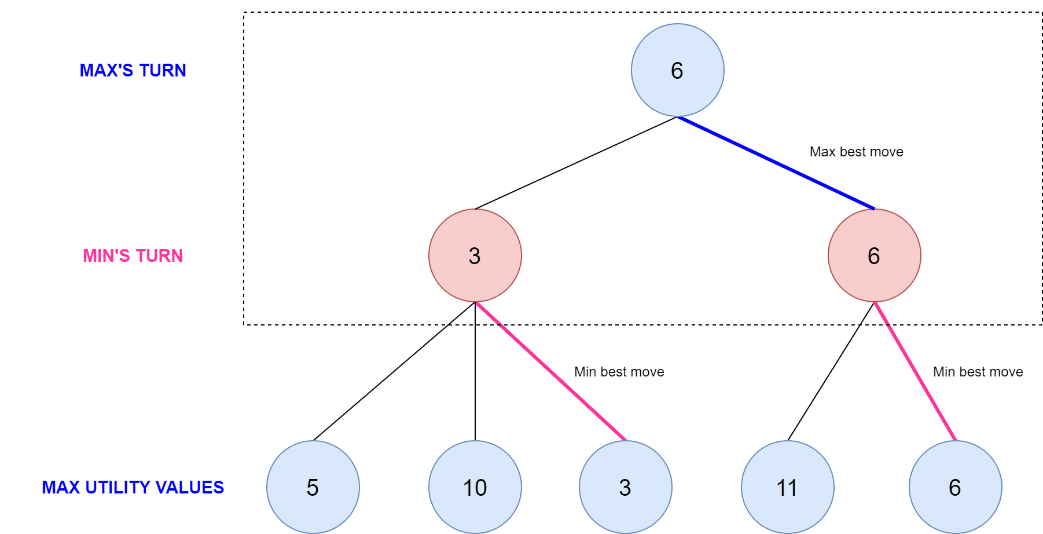 MAX'S TURN
6
Max best move
MIN'S TURN
3
6
Min best move
Min best move
MAX UTILITY VALUES
5
10
3
11
6